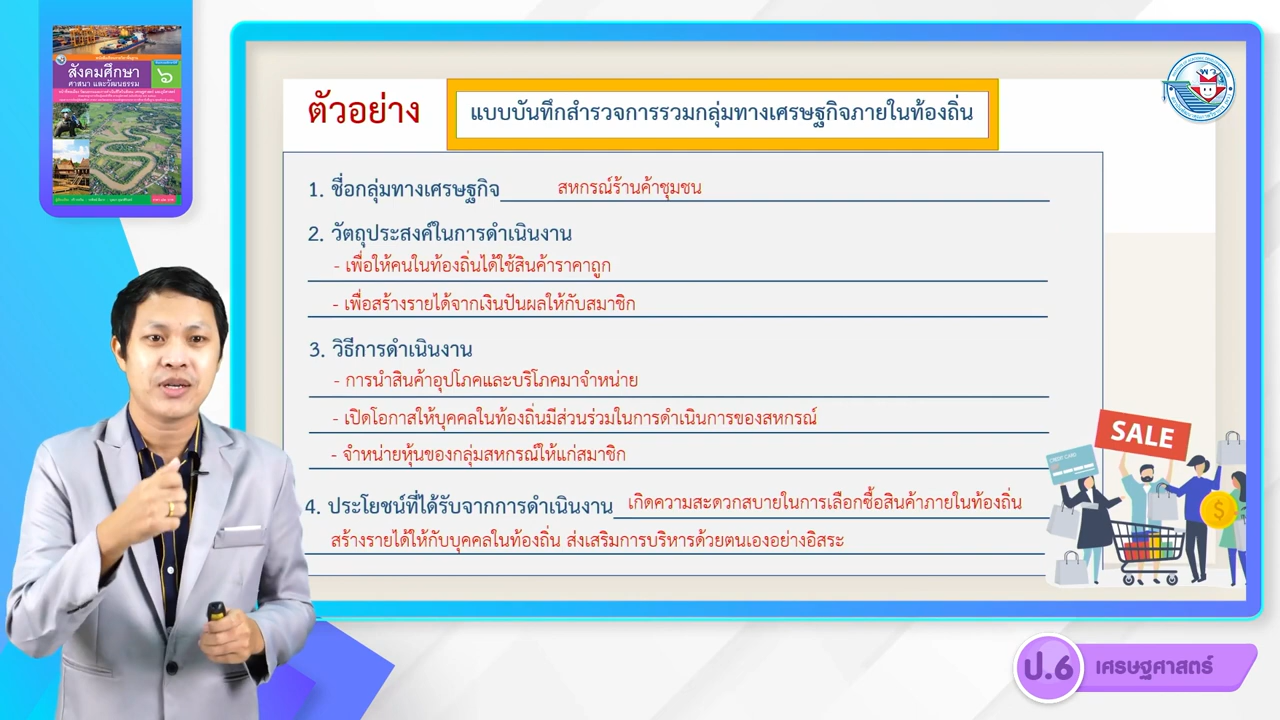 สังคมศึกษา
ศาสนา และวัฒนธรรม
๖
ตัวอย่าง
แบบบันทึกสำรวจการรวมกลุ่มทางเศรษฐกิจภายในท้องถิ่น
พว
1. ชื่อกลุ่มทางเศรษฐกิจ สหกรณ์ร้านค้าชุมชน
2. วัตถุประสงค์ในการดำเนินงาน
- เพื่อให้คนในท้องถิ่นได้ใช้สินค้าราคาถูก
- เพื่อสร้างรายได้จากเงินปันผลให้กับสมาชิก
3. วิธีการดำเนินงาน
- การนำสินค้าอุปโภคและบริโภคมาจำหน่าย
- เปิดโอกาสให้บุคคลในท้องถิ่นมีส่วนร่วมในการดำเนินการของสหกรณ์
- จำหน่ายหุ้นของกลุ่มสหกรณ์ให้แก่สมาชิก
4. ประโยชน์ที่ได้รับจากการดำเนินงาน เกิดความสะดวกสบายในการเลือกซื้อสินค้าภายในท้องถิ่น
สร้างรายได้ให้กับบุคคลในท้องถิ่น ส่งเสริมการบริหารด้วยตนเองอย่างอิสระ
SALE
CREDIT CARD
$
ป.6 เศรษฐศาสตร์